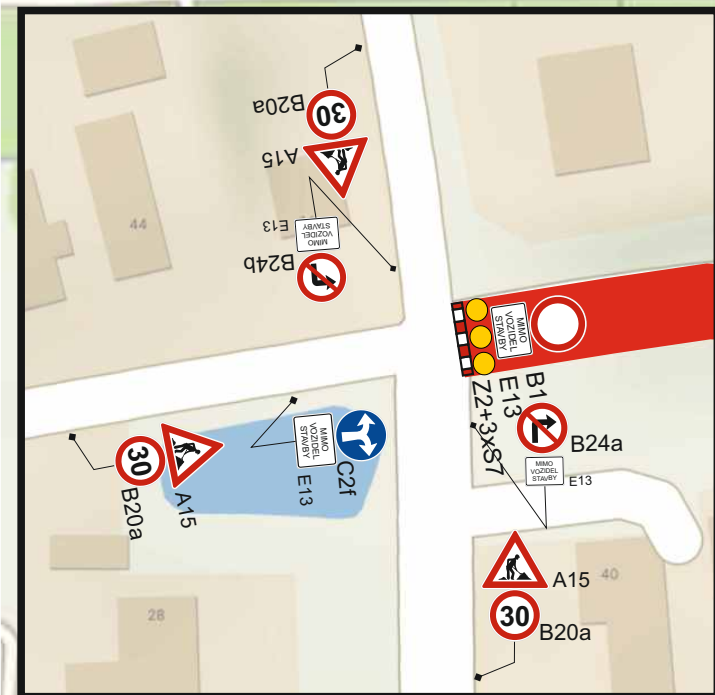 B20a
30
A15
E13
MIMO
VOZIDEL
STAVBY
B24b
44
MIMO
VOZIDEL
STAVBY
B1
E13
Z2+3xS7
B24a
MIMO
VOZIDEL
STAVBY
E13
C2f
MIMO
VOZIDEL
STAVBY
E13
30
A15
B20a
28
A15
40
30
B20a